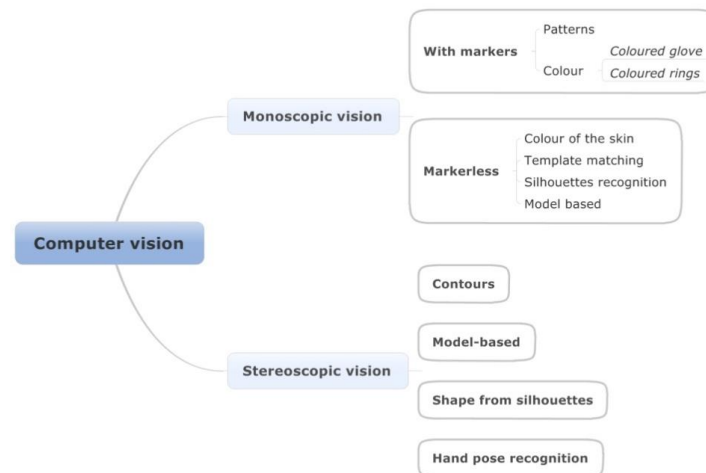 Computer vision
Monoscopic vision
With markers
Patterns
Colour
Coloured glove
Coloured rings
Markerless
Colour of the skin
Template matching
Silhouettes recognition
Model based
Stereoscopic vision
Contours
Model-based
Shape from silhouettes
Hand pose recognition